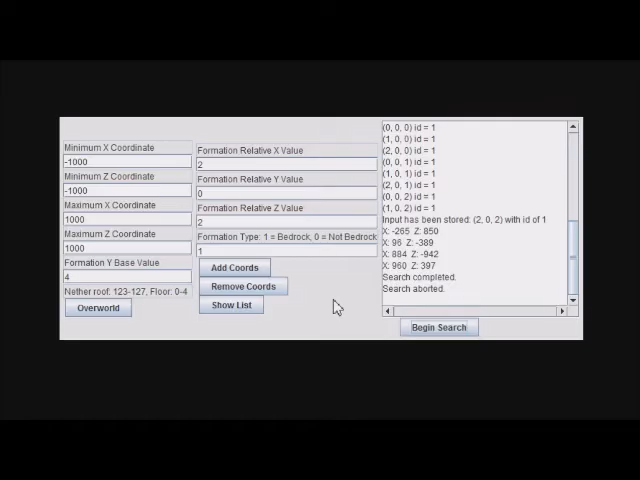 Minimum X Coordinate
-1000
Minimum Z Coordinate
-1000
Maximum X Coordinate
1000
Maximum Z Coordinate
1000
Formation Y Base Value
4
Nether roof: 123-127, Floor: 0-4
Overworld
Formation Relative X Value
2
Formation Relative Y Value
0
Formation Relative Z Value
2
Formation Type: 1 = Bedrock, 0 = Not Bedrock
1
Add Coords
Remove Coords
Show List
(0, 0, 0) id = 1
(1, 0, 0) id = 1
(2, 0, 0) id = 1
(0, 0, 1) id = 1
(1, 0, 1) id = 1
(2, 0, 1) id = 1
(0, 0, 2) id = 1
(1, 0, 2) id = 1
Input has been stored: (2, 0, 2) with id of 1
X: -265 Z: 850
X: 96 Z: -389
X: 884 Z: -942
X: 960 Z: 397
Search completed.
Search aborted.
Begin Search